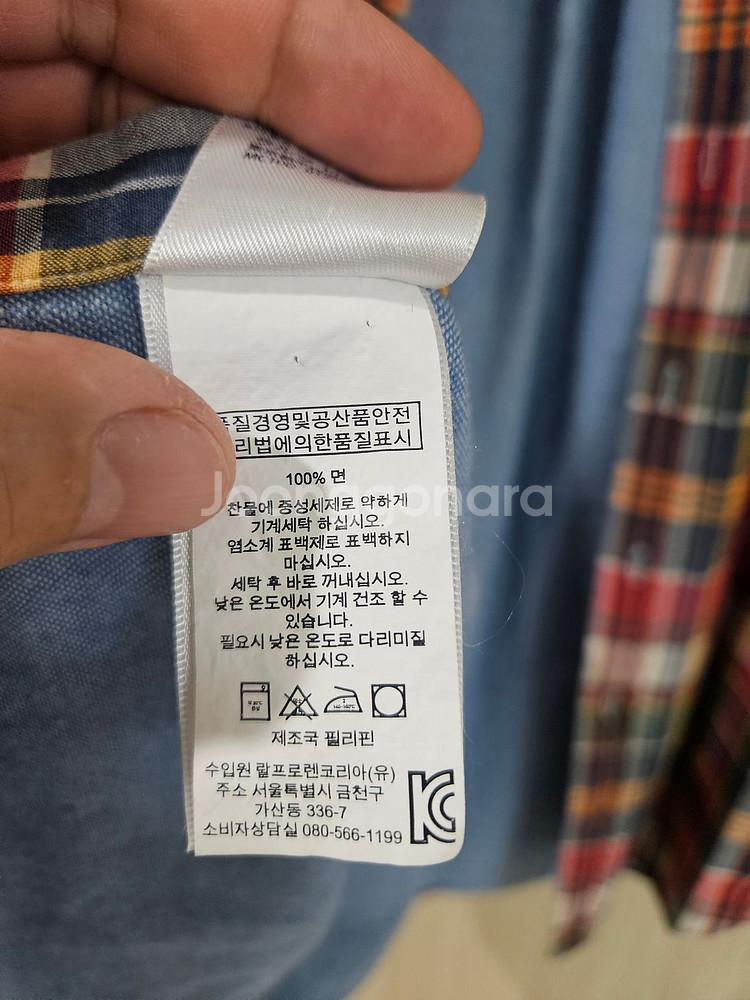 질경영및공산품안전
리법에의한품질표시
100% 면
찬물에 중성세제로 약하게
기계세탁 하십시오.
염소계 표백제로 표백하지
마십시오.
세탁 후 바로 꺼내십시오.
낮은 온도에서 기계 건조 할 수
있습니다.
필요시 낮은 온도로 다리미질
하십시오.
제조국 필리핀
수입원 랄프로렌코리아(유)
주소 서울특별시 금천구
가산동 336-7
소비자상담실 080-566-1199
KC
Joongonara